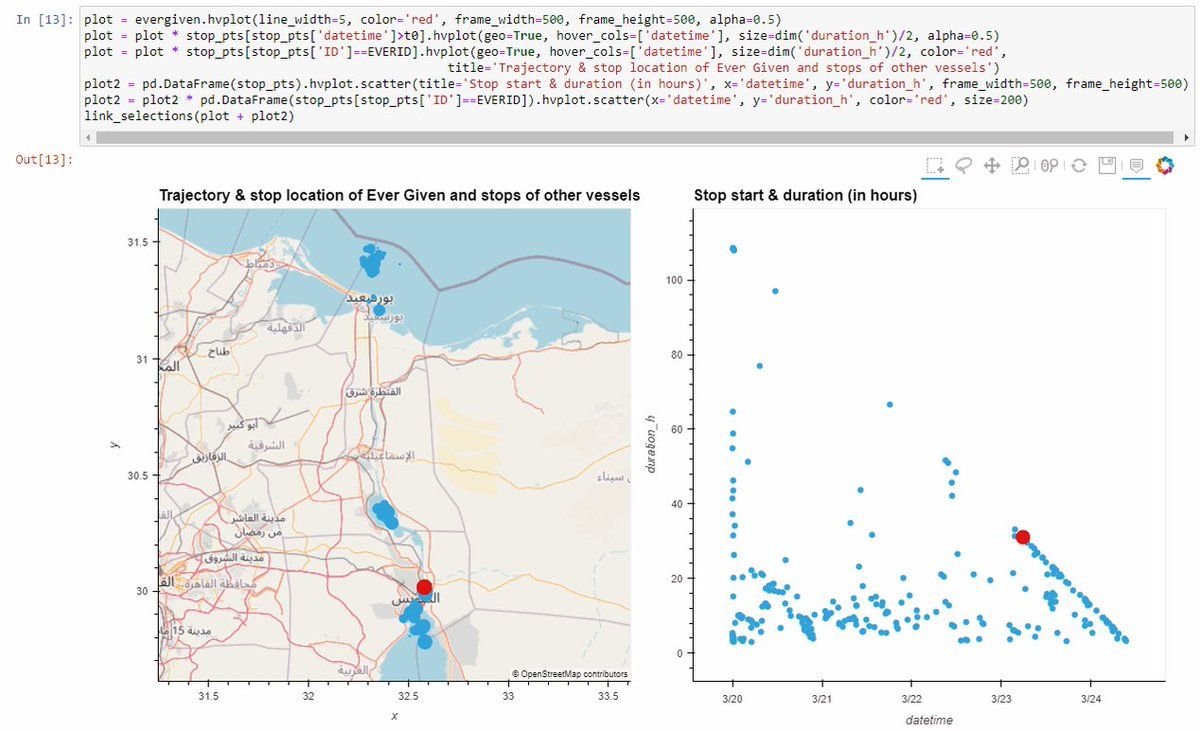 In [13]:
plot = evergiven.hvplot(line_width=5, color='red', frame_width=500, frame_height=500, alpha=0.5)
plot = plot * stop_pts[stop_pts['datetime']>t0].hvplot(geo=True, hover_cols=['datetime'], size=dim('duration_h')/2, alpha=0.5)
plot = plot * stop_pts[stop_pts['ID']==EVERID].hvplot(geo=True, hover_cols=['datetime'], size=dim('duration_h')/2, color='red',
title='Trajectory & stop location of Ever Given and stops of other vessels')
plot2 = pd.DataFrame(stop_pts).hvplot.scatter(title='Stop start & duration (in hours)', x='datetime', y='duration_h', frame_width=500, frame_height=500)
plot2 = plot2 * pd.DataFrame(stop_pts[stop_pts['ID']==EVERID]).hvplot.scatter(x='datetime', y='duration_h', color='red', size=200)
link_selections(plot + plot2)
Out[13]:
Trajectory & stop location of Ever Given and stops of other vessels
31.5
31
30.5
30
y
دمياط
بورسعيد
بورسعيد
الدقهلية
طناح
القنطرة شرق
أبو كبير
الشرقية
الزقازيق
الإسماعيلية
سيناء
مدينة العاشر
من رمضان
مدينة الشروق
محافظة القاهرة
السويس
مدينة 15
© OpenStreetMap contributors
31.5
32
32.5
33
33.5
x
Stop start & duration (in hours)
100
80
60
40
20
0
duration_h
3/20
3/21
3/22
3/23
3/24
datetime